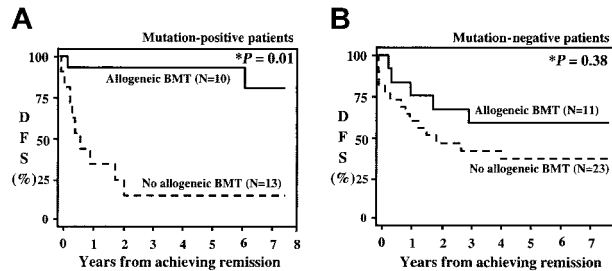 A
Mutation-positive patients
*P = 0.01
100
75
50
25
0
D
F
S
(%)
Allogeneic BMT (N=10)
No allogeneic BMT (N=13)
0 1 2 3 4 5 6 7 8
Years from achieving remission
B
Mutation-negative patients
*P = 0.38
100
75
50
25
0
D
F
S
(%)
Allogeneic BMT (N=11)
No allogeneic BMT (N=23)
0 1 2 3 4 5 6 7
Years from achieving remission